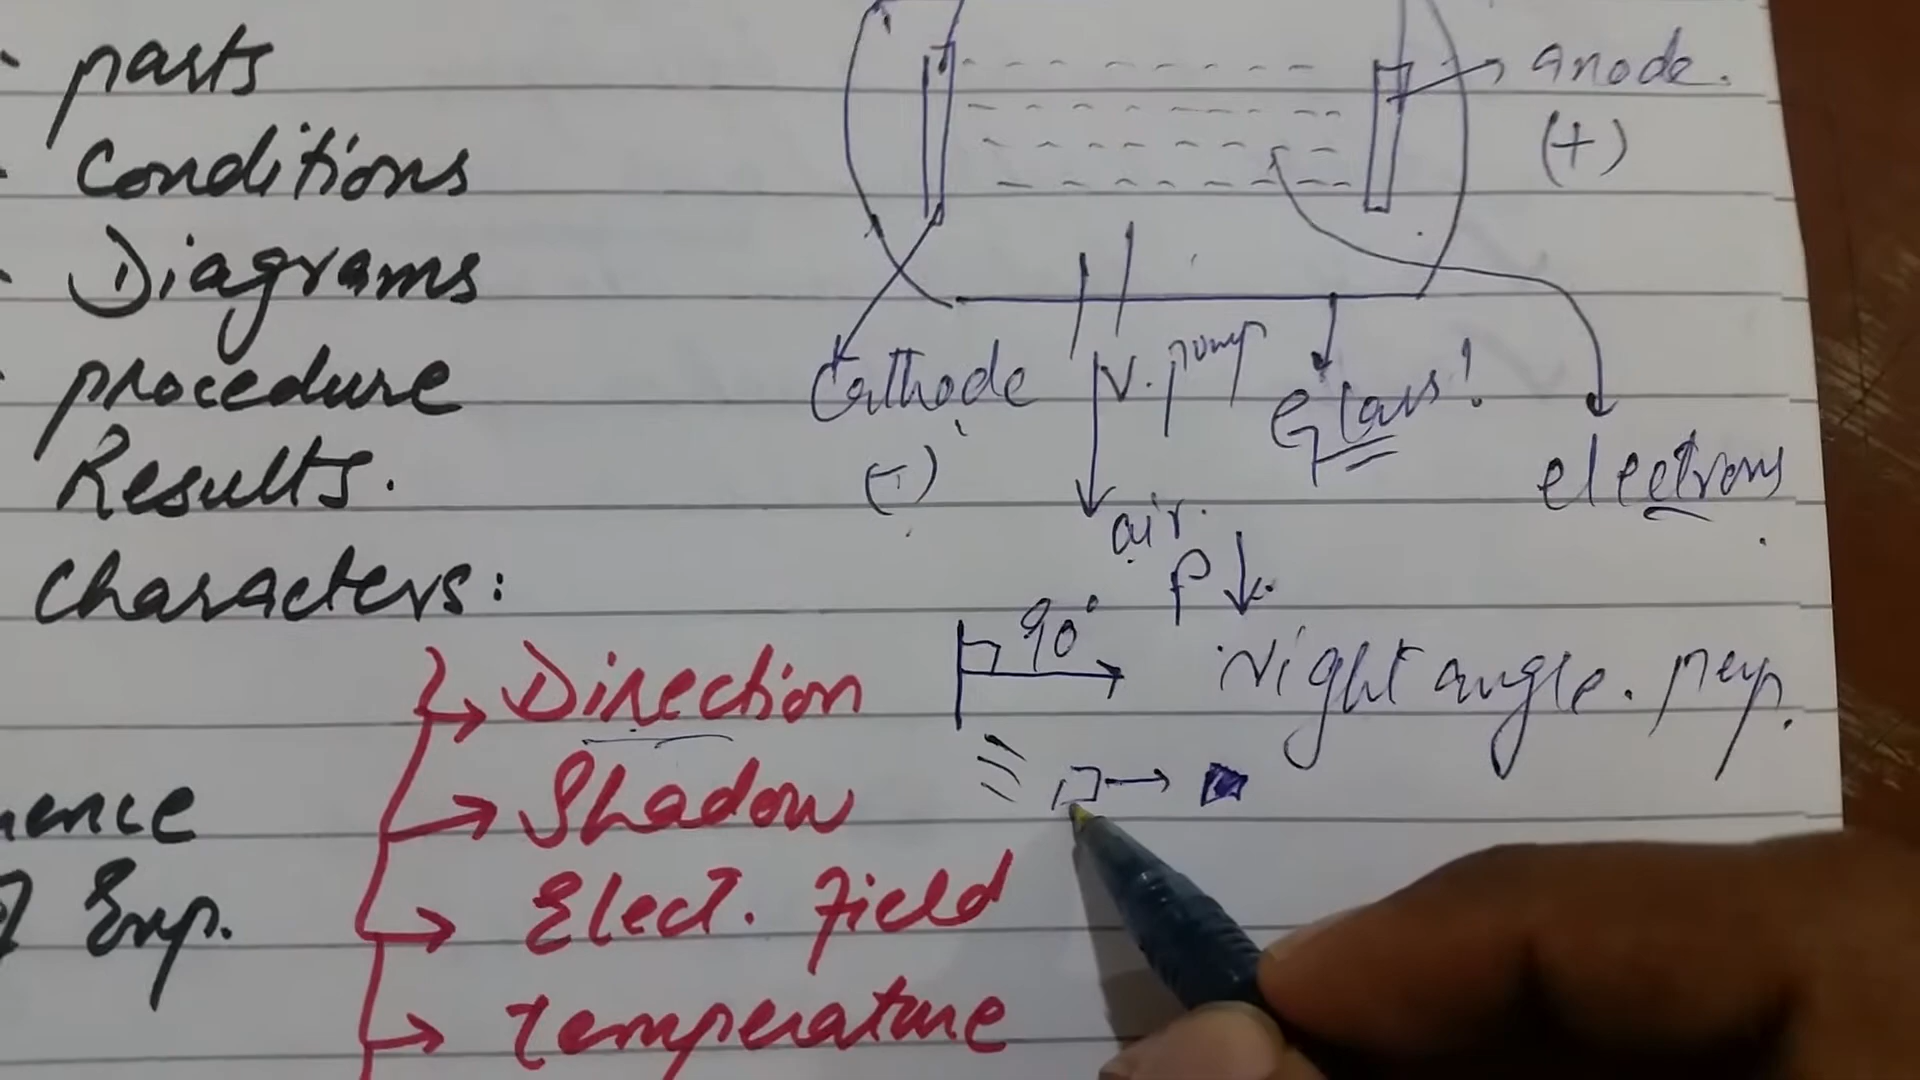 parts
Conditions
Diagrams
procedure
Results.
Characters:
Direction
Shadow
Elect. field
temperature
Exp.
anode.
(+)
Cathode
(-)
V. pump
Glass!
electrons
air.
P ↓
90°
right angle. perp.